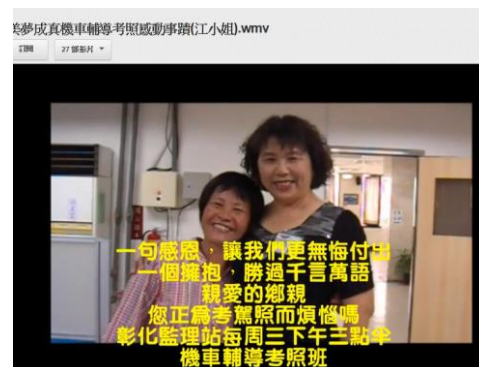 美夢成真機車輔導考照感動事蹟(江小姐).wmv
訂閱 27 部影片
一句感恩，讓我們更無悔付出
一個擁抱，勝過千言萬語
親愛的鄉親
您正為考駕照而煩惱嗎
彰化監理站每周三下午三點半
機車輔導考照班